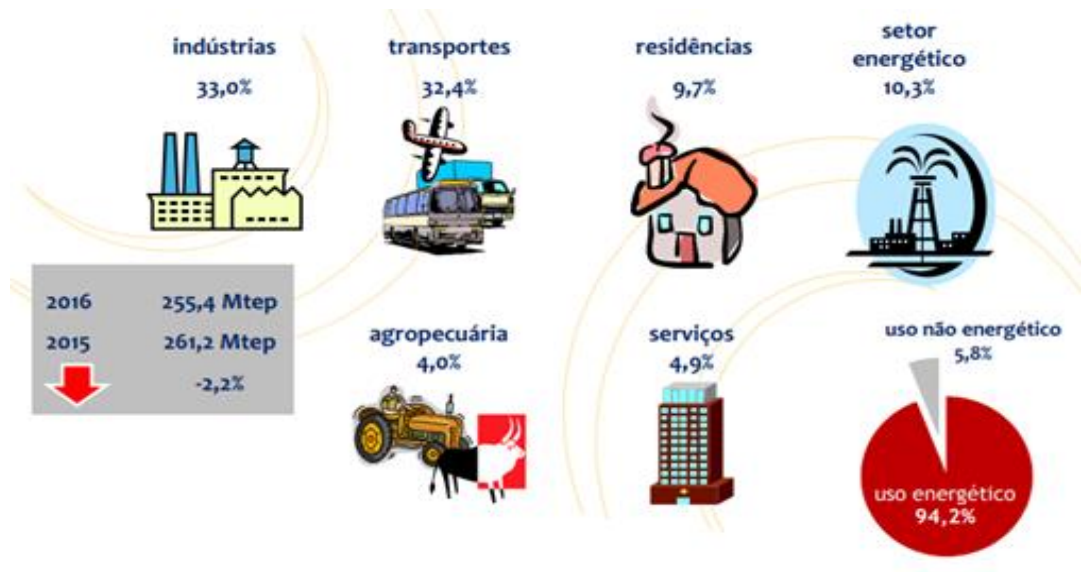 indústrias
33,0%
transportes
32,4%
residências
9,7%
setor
energético
10,3%
2016 255,4 Mtep
2015 261,2 Mtep
-2,2%
agropecuária
4,0%
serviços
4,9%
uso não energético
5,8%
uso energético
94,2%